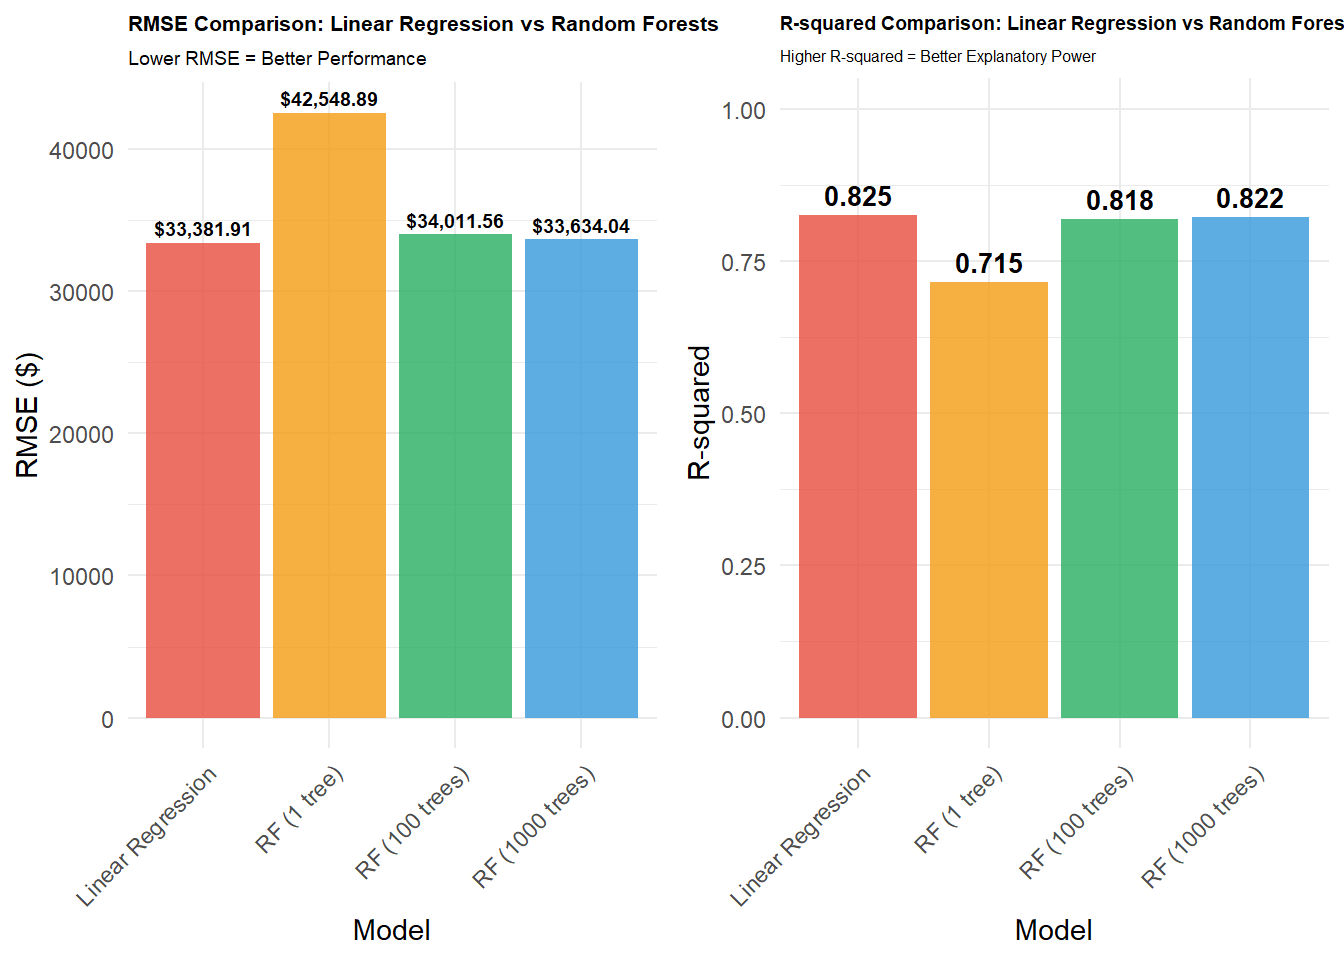 RMSE Comparison: Linear Regression vs Random Forests
Lower RMSE = Better Performance
RMSE ($)
40000
30000
20000
10000
0
$33,381.91
$42,548.89
$34,011.56
$33,634.04
Linear Regression
RF (1 tree)
RF (100 trees)
RF (1000 trees)
Model
R-squared Comparison: Linear Regression vs Random Fores
Higher R-squared = Better Explanatory Power
R-squared
1.00
0.75
0.50
0.25
0.00
0.825
0.715
0.818
0.822
Linear Regression
RF (1 tree)
RF (100 trees)
RF (1000 trees)
Model